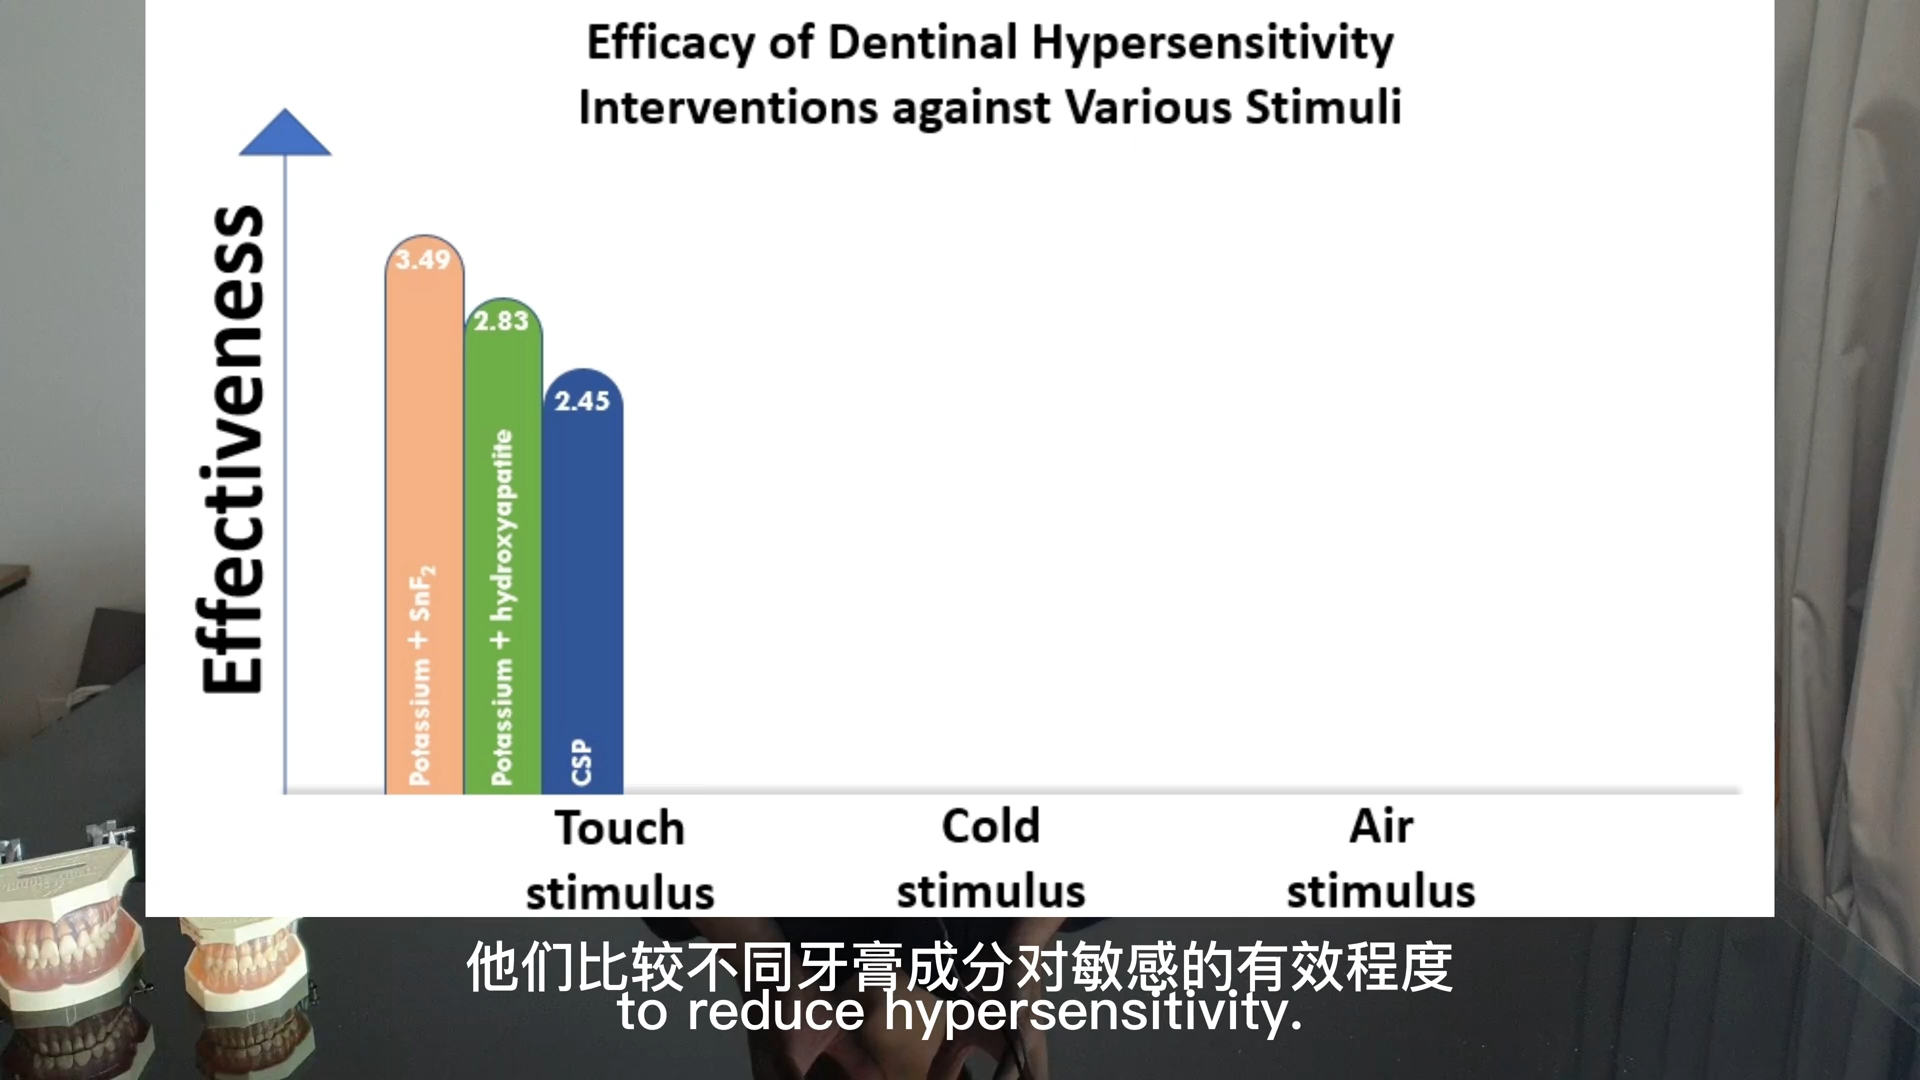 Efficacy of Dentinal Hypersensitivity
Interventions against Various Stimuli
Effectiveness
3.49
Potassium + SnF₂
2.83
Potassium + hydroxyapatite
2.45
CSP
Touch
stimulus
Cold
stimulus
Air
stimulus
他们比较不同牙膏成分对敏感的有效程度
to reduce hypersensitivity.